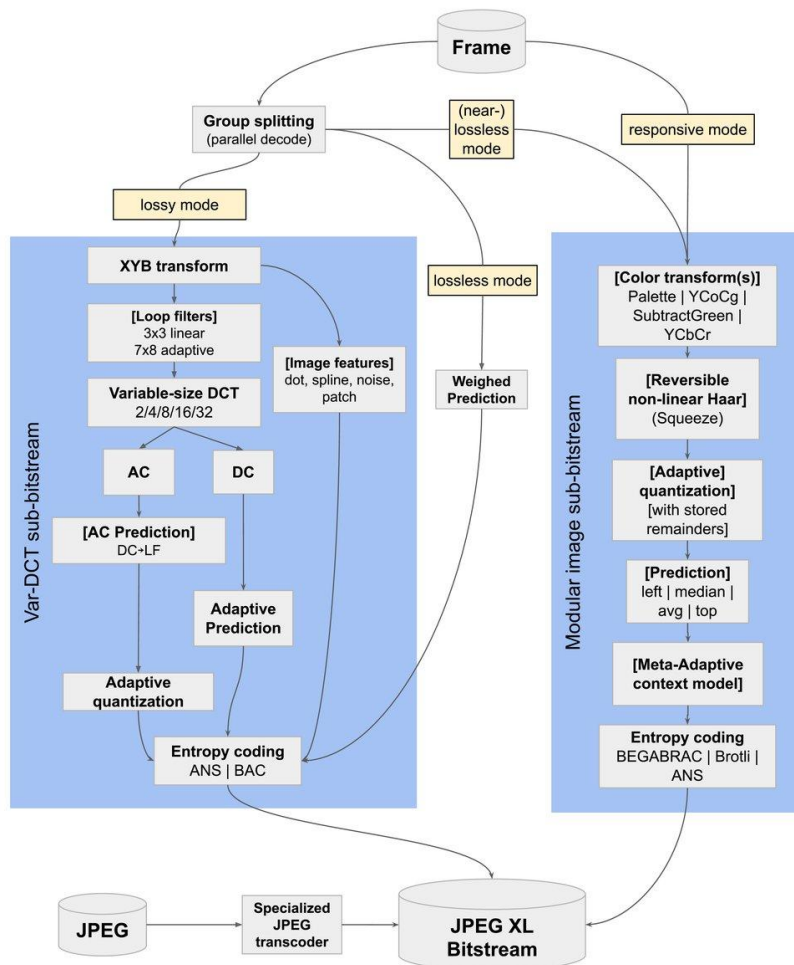 Frame
Group splitting
(parallel decode)
(near-)
lossless
mode
responsive mode
lossy mode
lossless mode
Var-DCT sub-bitstream
XYB transform
[Loop filters]
3x3 linear
7x8 adaptive
[Image features]
dot, spline, noise,
patch
Variable-size DCT
2/4/8/16/32
AC
DC
[AC Prediction]
DC→LF
Adaptive
Prediction
Adaptive
quantization
Entropy coding
ANS | BAC
Weighed
Prediction
Modular image sub-bitstream
[Color transform(s)]
Palette | YCoCg |
SubtractGreen |
YCbCr
[Reversible
non-linear Haar]
(Squeeze)
[Adaptive]
quantization]
[with stored
remainders]
[Prediction]
left | median |
avg | top
[Meta-Adaptive
context model]
Entropy coding
BEGABRAC | Brotli |
ANS
JPEG
Specialized
JPEG
transcoder
JPEG XL
Bitstream